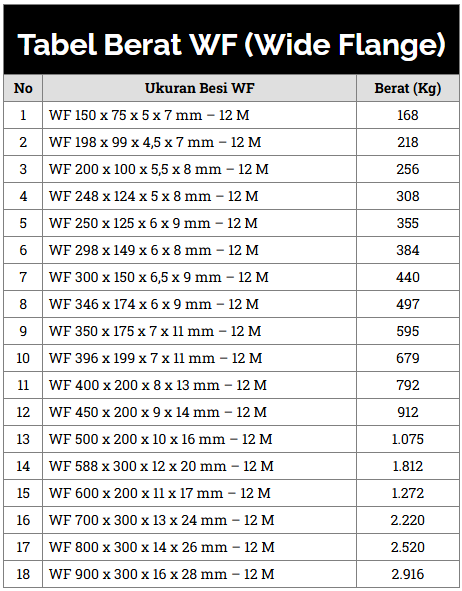 Tabel Berat WF (Wide Flange)
No Ukuran Besi WF Berat (Kg)
1 WF 150 x 75 x 5 x 7 mm – 12 M 168
2 WF 198 x 99 x 4,5 x 7 mm – 12 M 218
3 WF 200 x 100 x 5,5 x 8 mm – 12 M 256
4 WF 248 x 124 x 5 x 8 mm – 12 M 308
5 WF 250 x 125 x 6 x 9 mm – 12 M 355
6 WF 298 x 149 x 6 x 8 mm – 12 M 384
7 WF 300 x 150 x 6,5 x 9 mm – 12 M 440
8 WF 346 x 174 x 6 x 9 mm – 12 M 497
9 WF 350 x 175 x 7 x 11 mm – 12 M 595
10 WF 396 x 199 x 7 x 11 mm – 12 M 679
11 WF 400 x 200 x 8 x 13 mm – 12 M 792
12 WF 450 x 200 x 9 x 14 mm – 12 M 912
13 WF 500 x 200 x 10 x 16 mm – 12 M 1.075
14 WF 588 x 300 x 12 x 20 mm – 12 M 1.812
15 WF 600 x 200 x 11 x 17 mm – 12 M 1.272
16 WF 700 x 300 x 13 x 24 mm – 12 M 2.220
17 WF 800 x 300 x 14 x 26 mm – 12 M 2.520
18 WF 900 x 300 x 16 x 28 mm – 12 M 2.916